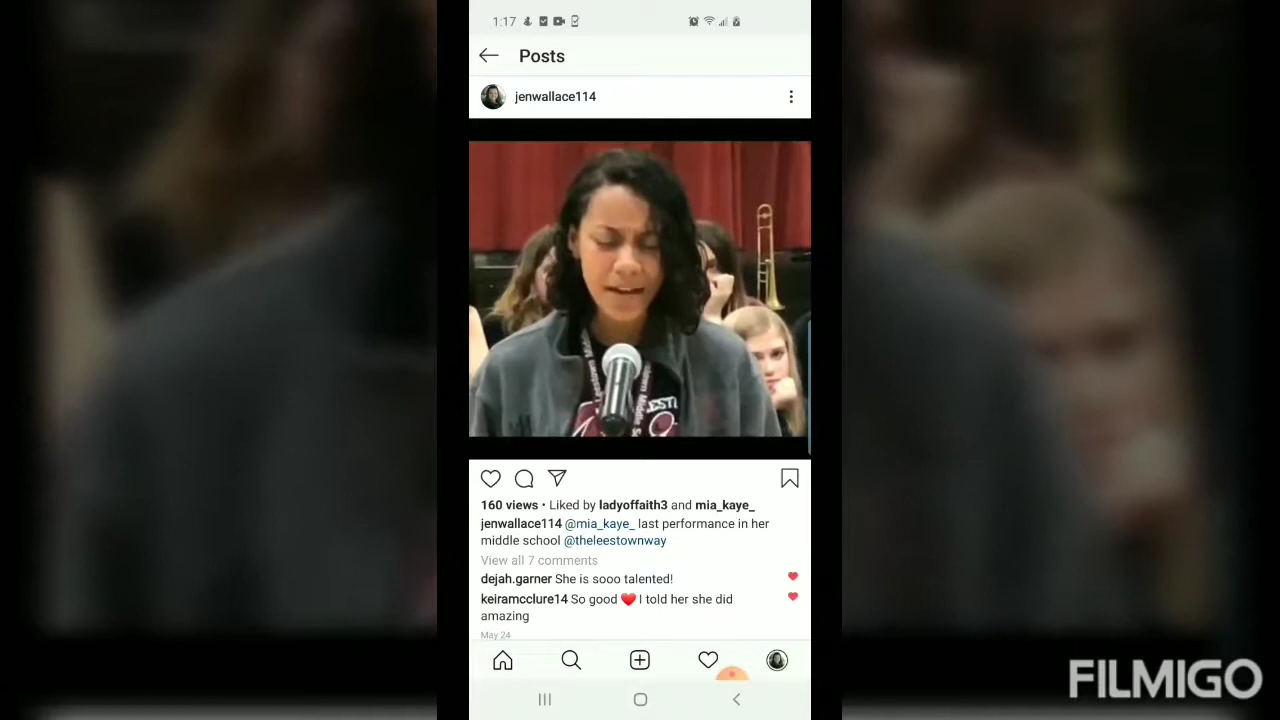 1:17
Posts
jenwallace114
160 views • Liked by ladyoffaith3 and mia_kaye_
jenwallace114 @mia_kaye_ last performance in her
middle school @theleestownway
View all 7 comments
dejah.garner She is sooo talented!
keiramcclure14 So good ❤️ I told her she did
amazing
May 24
FILMIGO